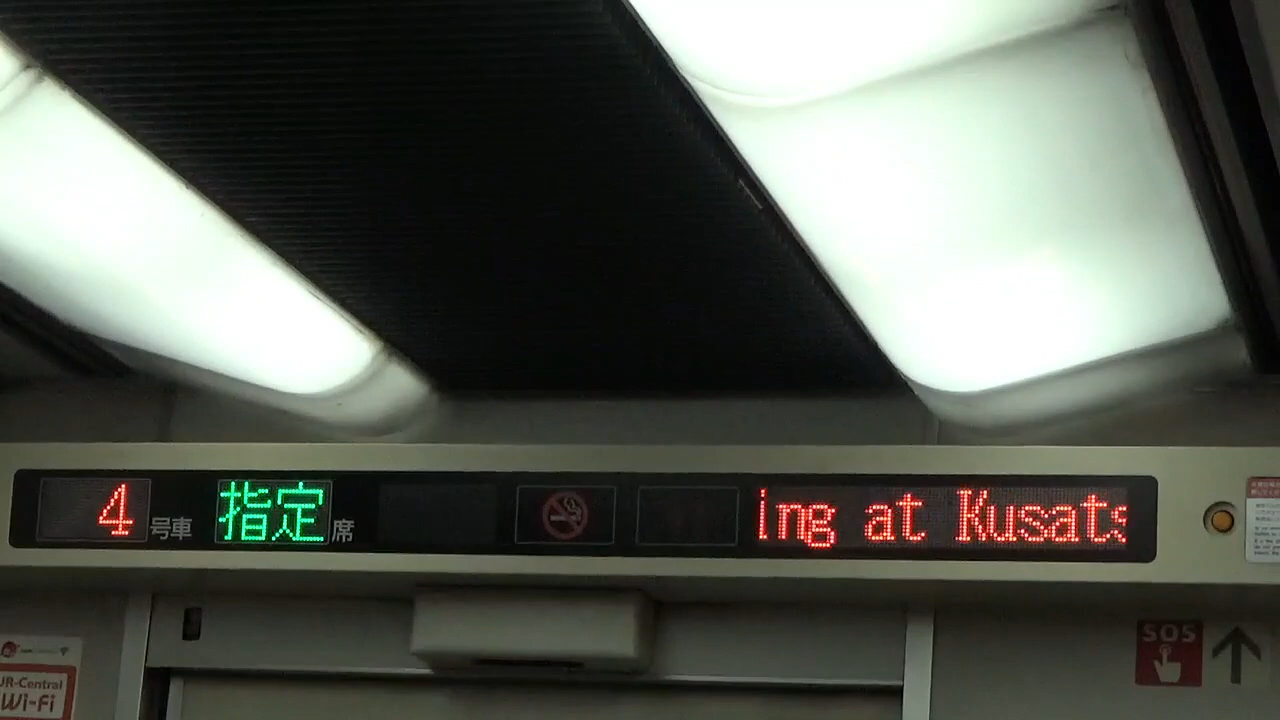 4号車 指定席 ing at Kusats
SOS
JR-Central
Wi-Fi